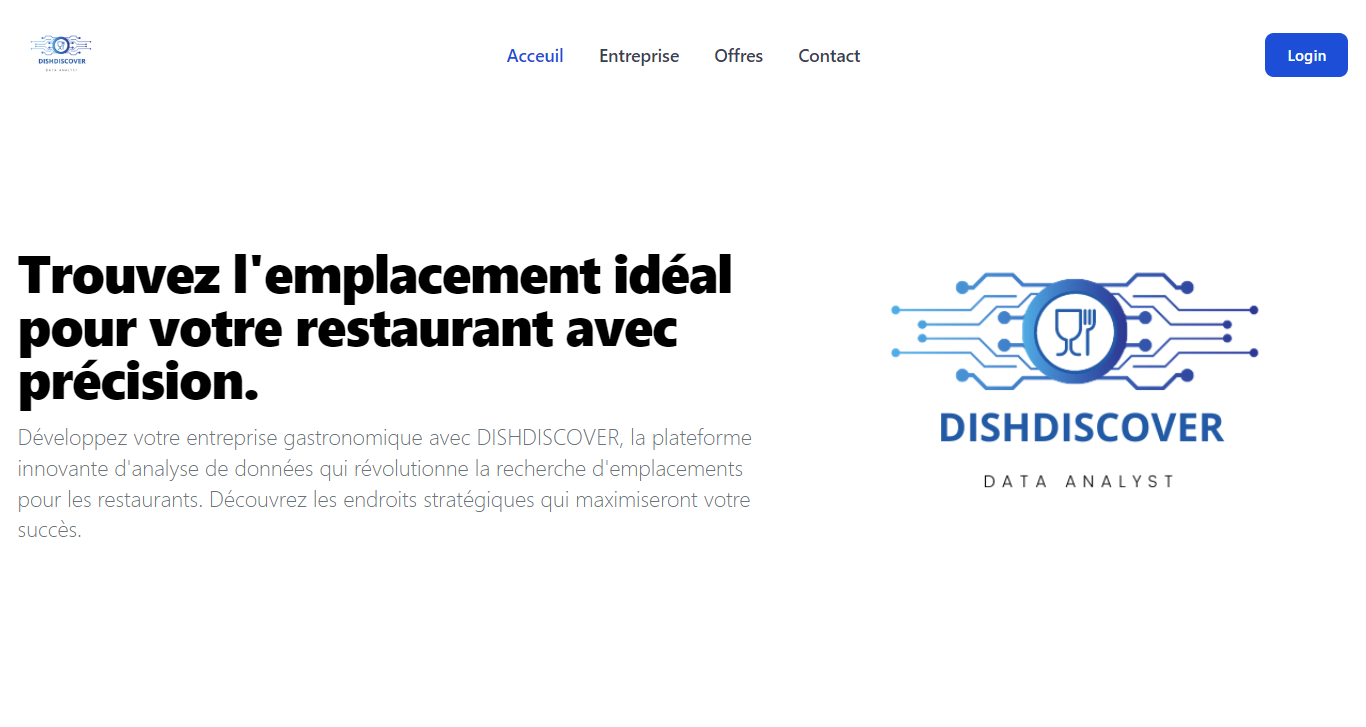 DISHDISCOVER
DATA ANALYST
Acceuil Entreprise Offres Contact
Login
Trouvez l'emplacement idéal
pour votre restaurant avec
précision.
Développez votre entreprise gastronomique avec DISHDISCOVER, la plateforme
innovante d'analyse de données qui révolutionne la recherche d'emplacements
pour les restaurants. Découvrez les endroits stratégiques qui maximiseront votre
succès.
DISHDISCOVER
DATA ANALYST